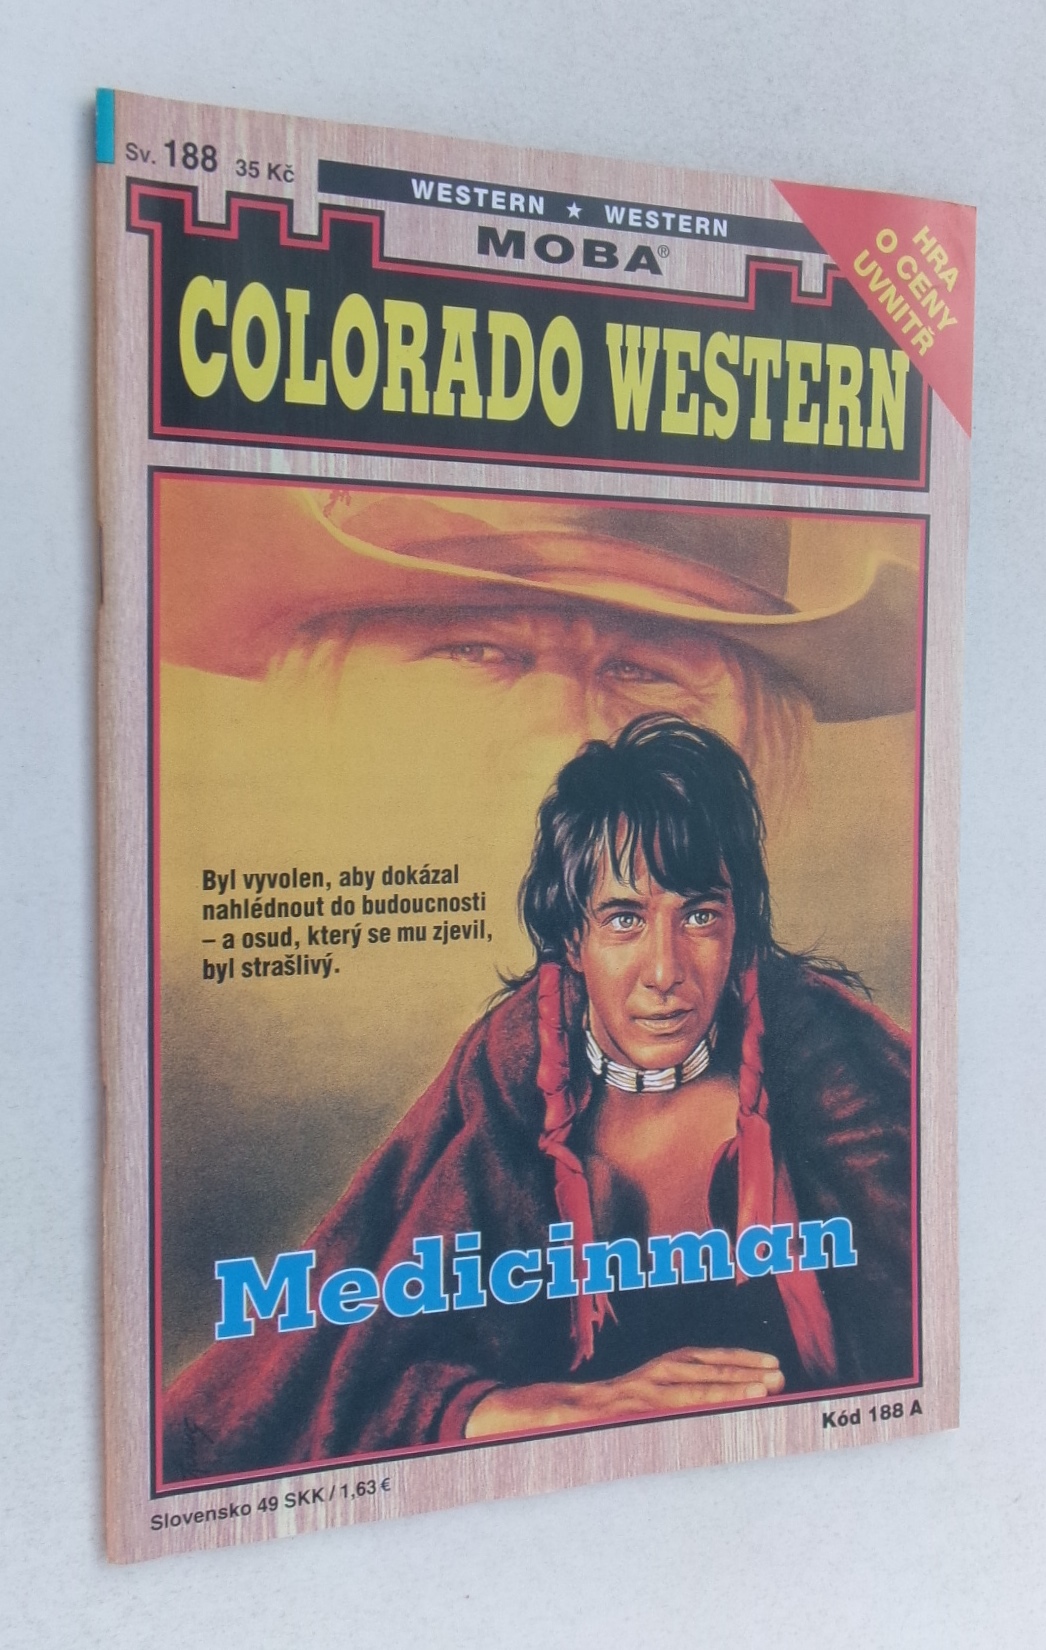 Sv. 188 35 Kč
WESTERN ★ WESTERN
MOBA®
HRA
O CENY
UVNITŘ
COLORADO WESTERN
Byl vyvolen, aby dokázal
nahlédnout do budoucnosti
– a osud, který se mu zjevil,
byl strašlivý.
Medicinman
Kód 188 A
Slovensko 49 SKK / 1,63 €